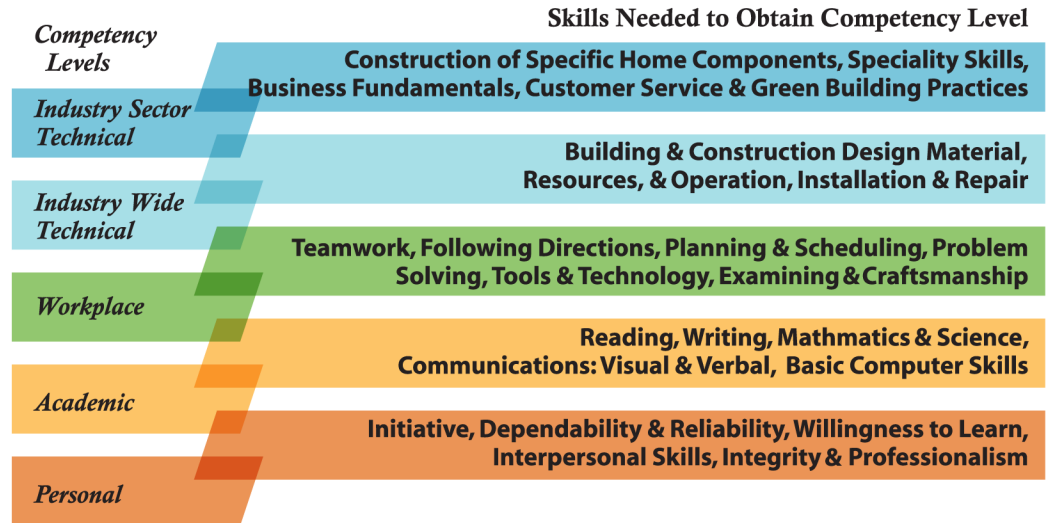 Skills Needed to Obtain Competency Level
Competency
Levels
Construction of Specific Home Components, Speciality Skills,
Business Fundamentals, Customer Service & Green Building Practices
Industry Sector
Technical
Building & Construction Design Material,
Resources, & Operation, Installation & Repair
Industry Wide
Technical
Teamwork, Following Directions, Planning & Scheduling, Problem
Solving, Tools & Technology, Examining & Craftsmanship
Workplace
Reading, Writing, Mathmatics & Science,
Communications: Visual & Verbal, Basic Computer Skills
Academic
Initiative, Dependability & Reliability, Willingness to Learn,
Interpersonal Skills, Integrity & Professionalism
Personal